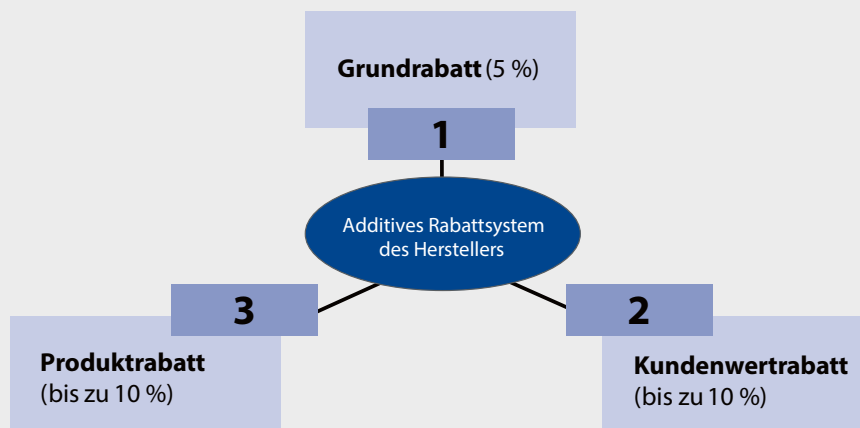 Grundrabatt (5 %)
1
Additives Rabattsystem
des Herstellers
3
Produktrabatt
(bis zu 10 %)
2
Kundenwertrabatt
(bis zu 10 %)